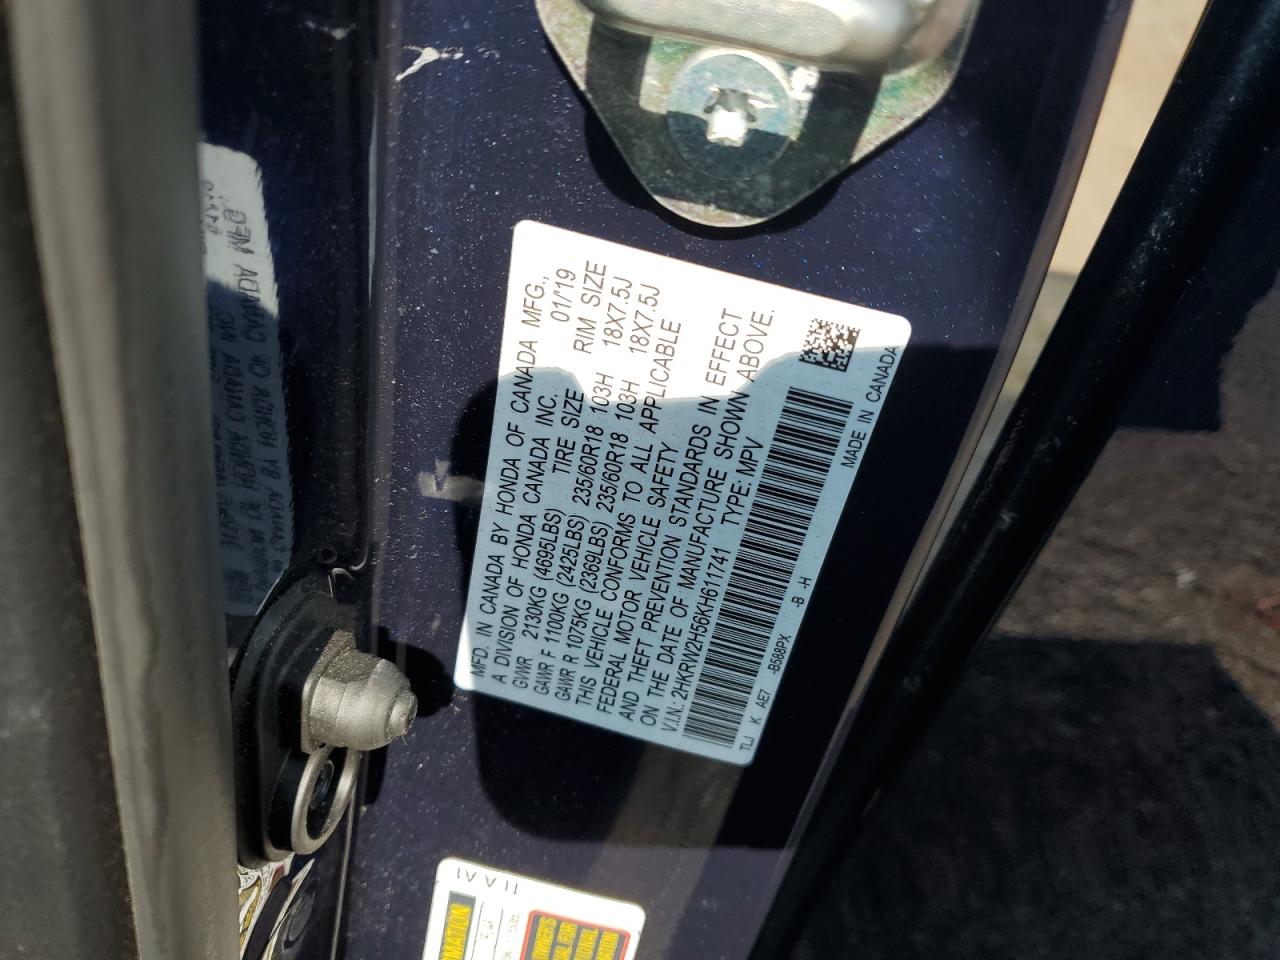 MFD. IN CANADA BY HONDA OF CANADA MFG.,
A DIVISION OF HONDA CANADA INC. 01/19
GVWR 2130KG (4695LBS) TIRE SIZE RIM SIZE
GAWR F 1100KG (2425LBS) 235/60R18 103H 18X7.5J
GAWR R 1075KG (2369LBS) 235/60R18 103H 18X7.5J
THIS VEHICLE CONFORMS TO ALL APPLICABLE
FEDERAL MOTOR VEHICLE SAFETY
AND THEFT PREVENTION STANDARDS IN EFFECT
ON THE DATE OF MANUFACTURE SHOWN ABOVE.
V.I.N.: 2HKRW2H56KH611741 TYPE: MPV
TLJ K AE7 -B588PX -B -H MADE IN CANADA